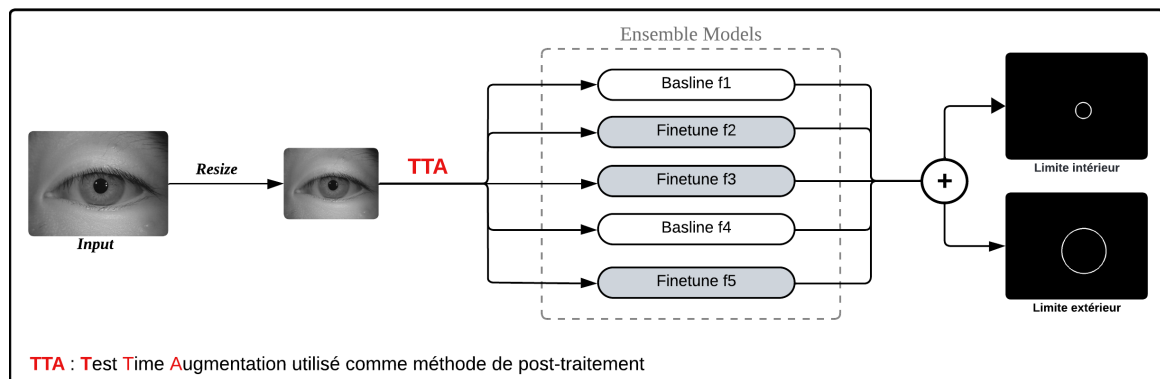 Ensemble Models
Basline f1
Finetune f2
Resize
TTA
Finetune f3
+
Limite intérieur
Input
Basline f4
Finetune f5
Limite extérieur
TTA : Test Time Augmentation utilisé comme méthode de post-traitement